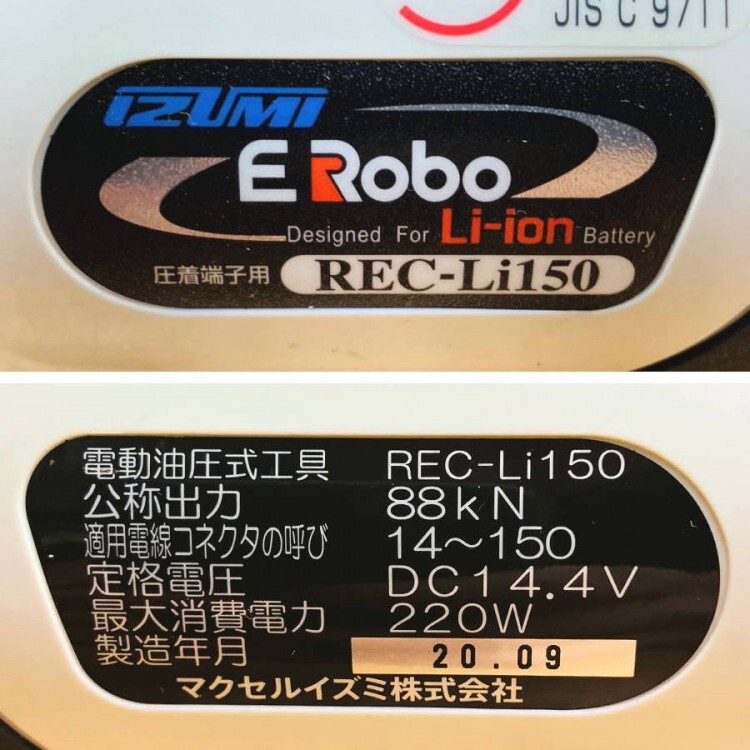 JIS C 9711
IZUMI
E Robo
Designed For Li-ion Battery
圧着端子用 REC-Li150
電動油圧式工具 REC-Li150
公称出力 88kN
適用電線コネクタの呼び 14～150
定格電圧 DC14.4V
最大消費電力 220W
製造年月 20.09
マクセルイズミ株式会社